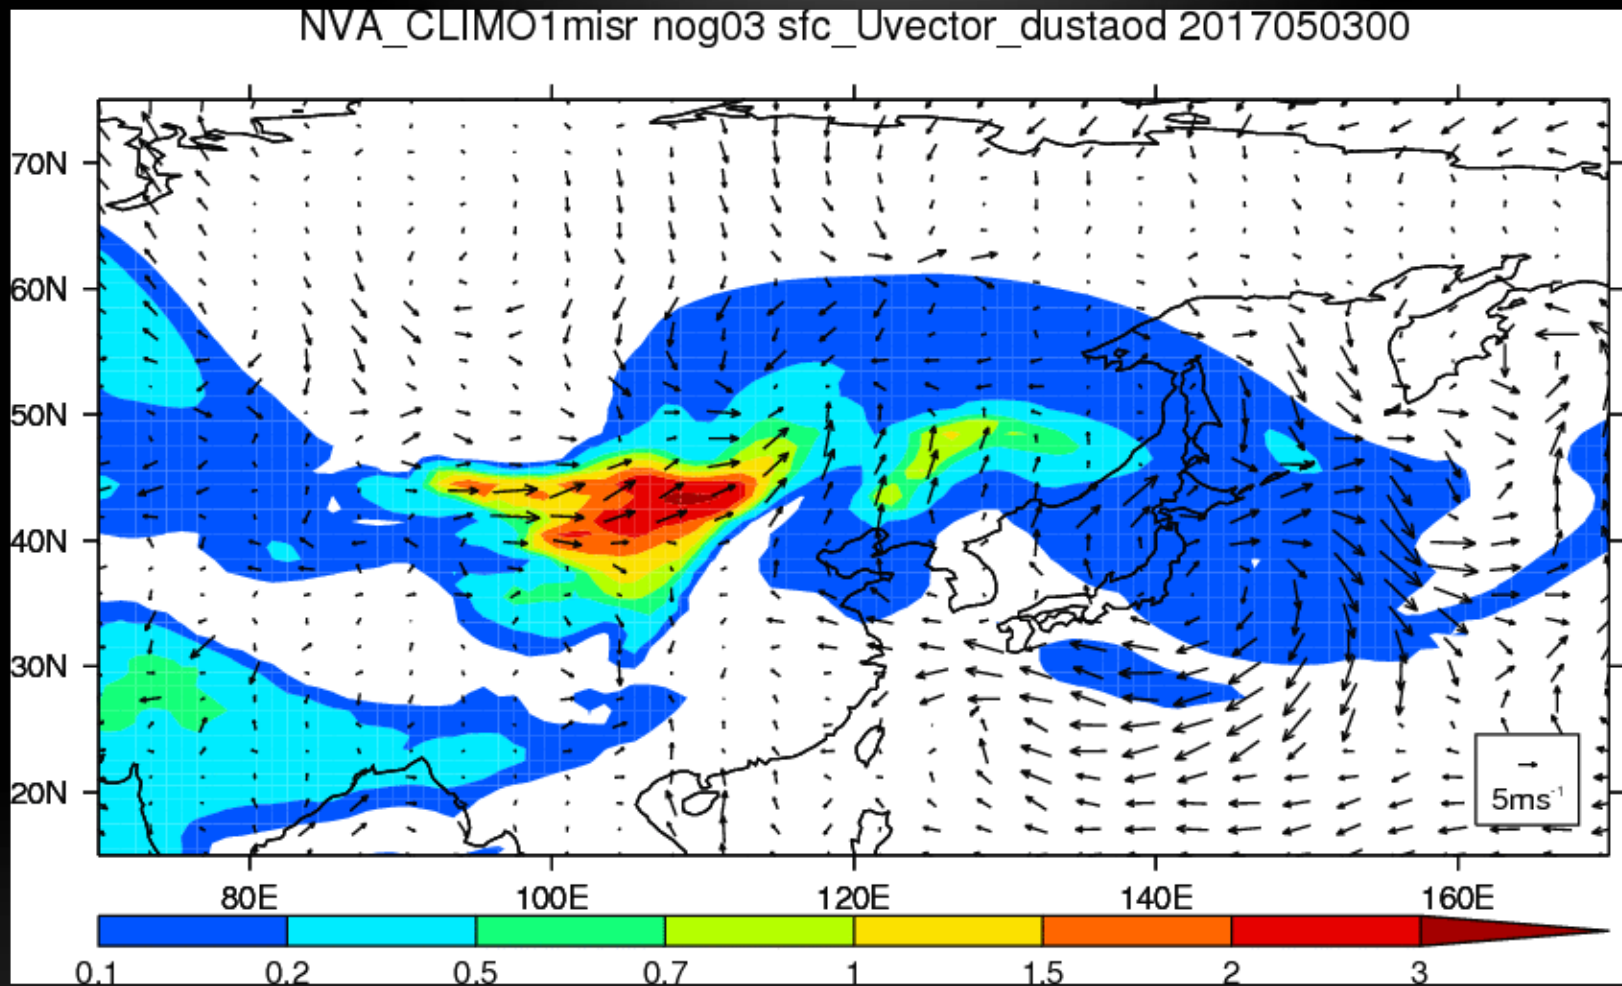 NVA_CLIMO1misr nog03 sfc_Uvector_dustaod 2017050300
70N
60N
50N
40N
30N
20N
5ms⁻¹
80E 100E 120E 140E 160E
0.1 0.2 0.5 0.7 1 1.5 2 3